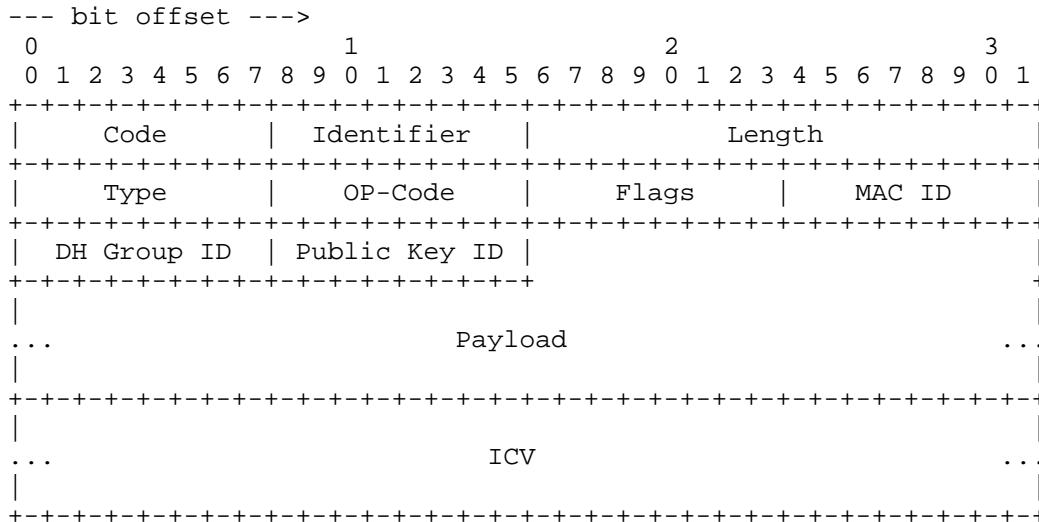 --- bit offset --->
 0                   1                   2                   3
 0 1 2 3 4 5 6 7 8 9 0 1 2 3 4 5 6 7 8 9 0 1 2 3 4 5 6 7 8 9 0 1
+-+-+-+-+-+-+-+-+-+-+-+-+-+-+-+-+-+-+-+-+-+-+-+-+-+-+-+-+-+-+-+-+
|     Code      |  Identifier   |            Length             |
+-+-+-+-+-+-+-+-+-+-+-+-+-+-+-+-+-+-+-+-+-+-+-+-+-+-+-+-+-+-+-+-+
|     Type      |    OP-Code    |     Flags     |    MAC ID     |
+-+-+-+-+-+-+-+-+-+-+-+-+-+-+-+-+-+-+-+-+-+-+-+-+-+-+-+-+-+-+-+-+
|  DH Group ID  | Public Key ID |                               |
+-+-+-+-+-+-+-+-+-+-+-+-+-+-+-+-+                               +
|                                                               |
...                         Payload                           ...
|                                                               |
+-+-+-+-+-+-+-+-+-+-+-+-+-+-+-+-+-+-+-+-+-+-+-+-+-+-+-+-+-+-+-+-+
|                                                               |
...                           ICV                             ...
|                                                               |
+-+-+-+-+-+-+-+-+-+-+-+-+-+-+-+-+-+-+-+-+-+-+-+-+-+-+-+-+-+-+-+-+